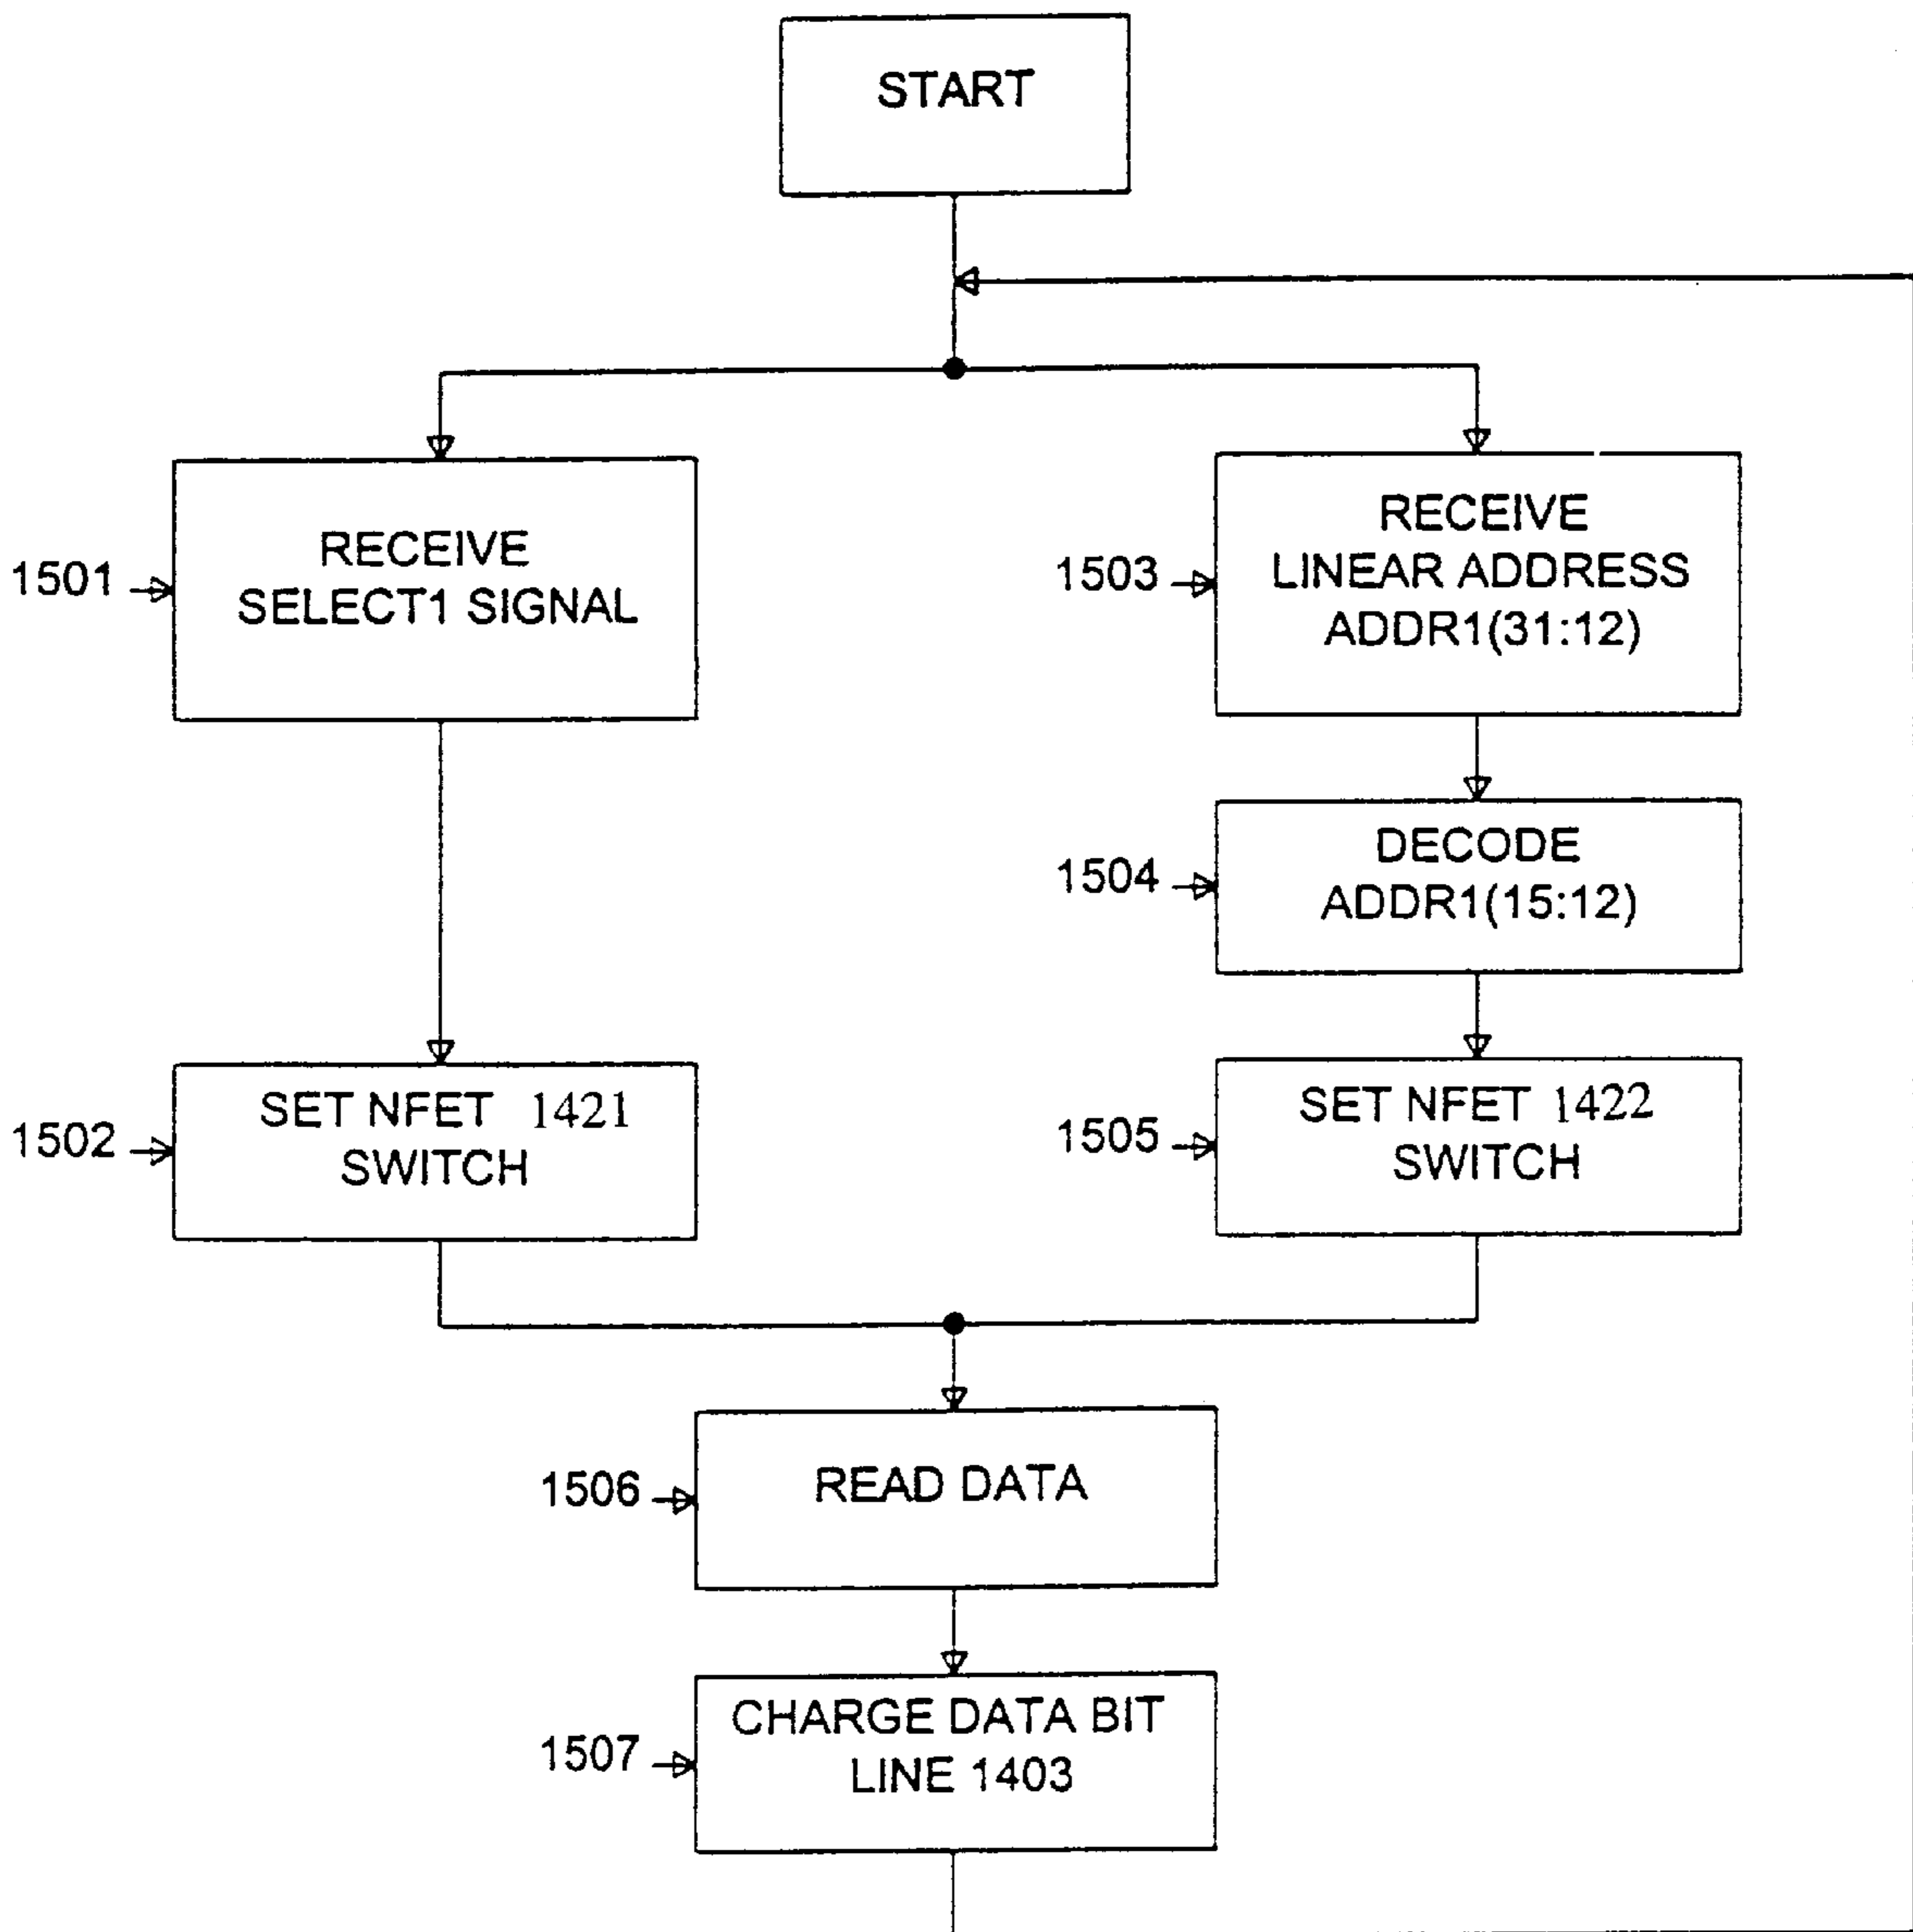 START
1501
RECEIVE
SELECT1 SIGNAL
1503
RECEIVE
LINEAR ADDRESS
ADDR1(31:12)
1504
DECODE
ADDR1(15:12)
1502
SET NFET 1421
SWITCH
1505
SET NFET 1422
SWITCH
1506
READ DATA
1507
CHARGE DATA BIT
LINE 1403